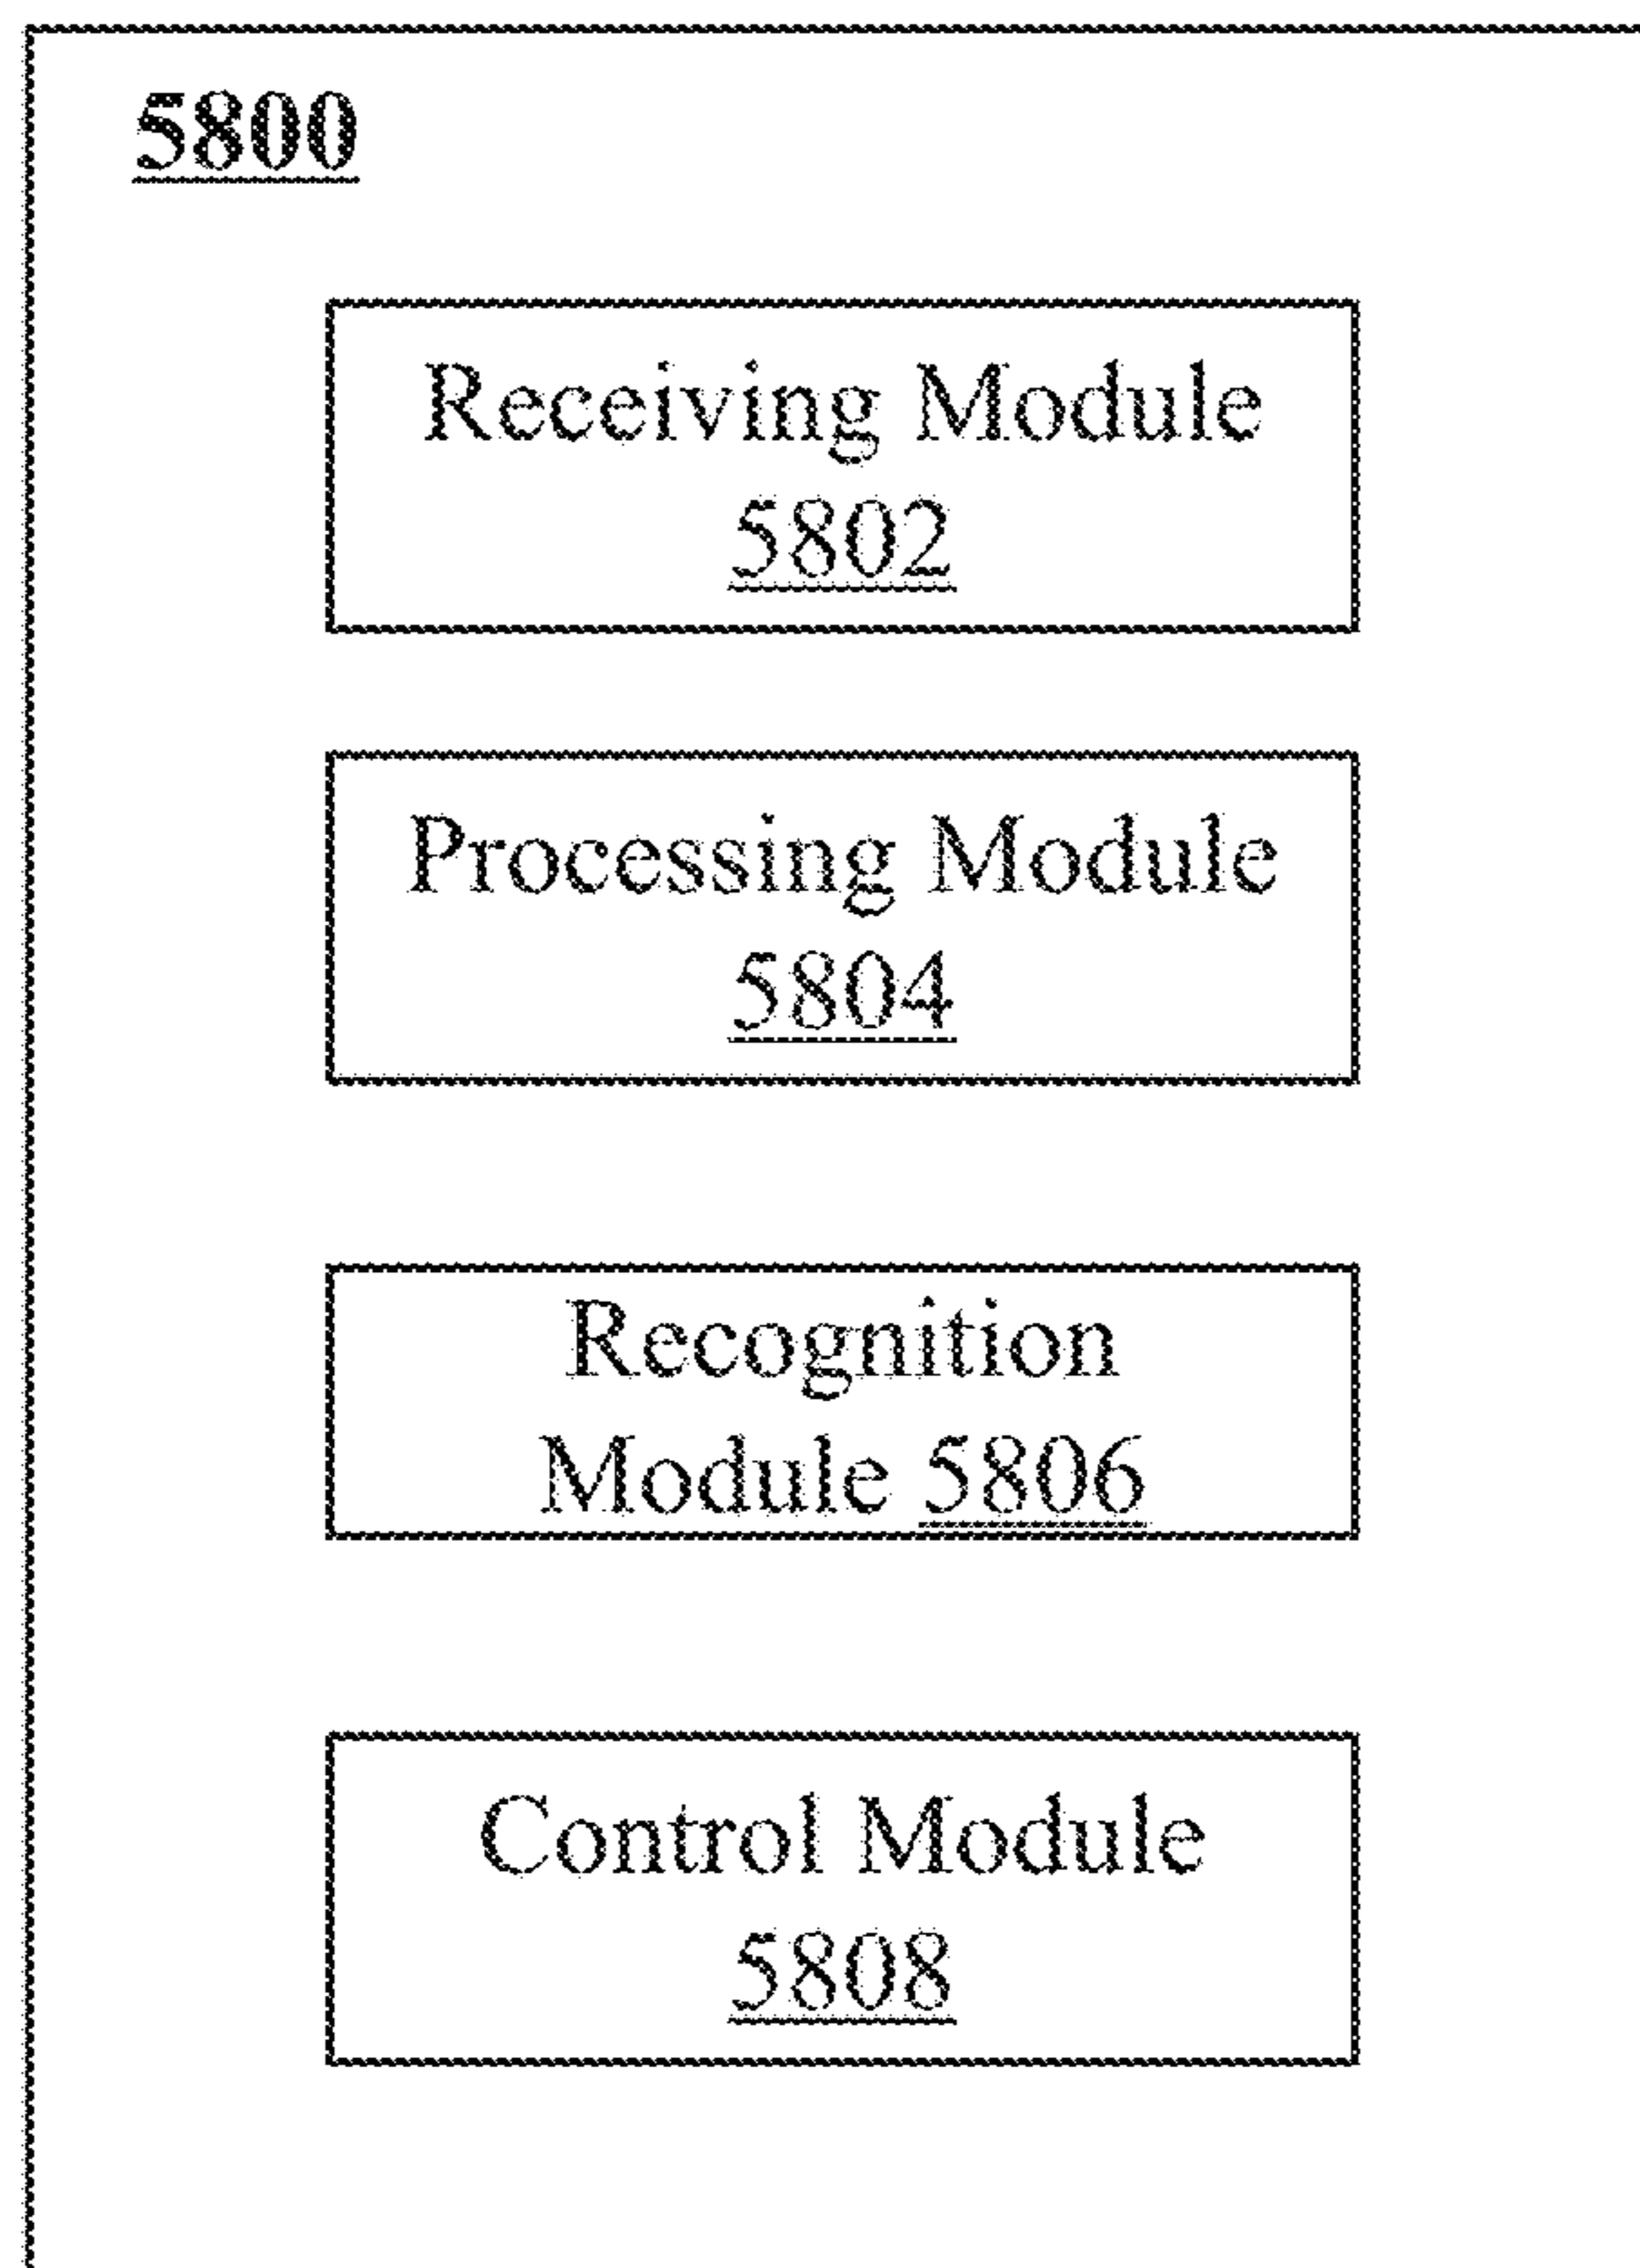 5800
Receiving Module
5802
Processing Module
5804
Recognition
Module 5806
Control Module
5808